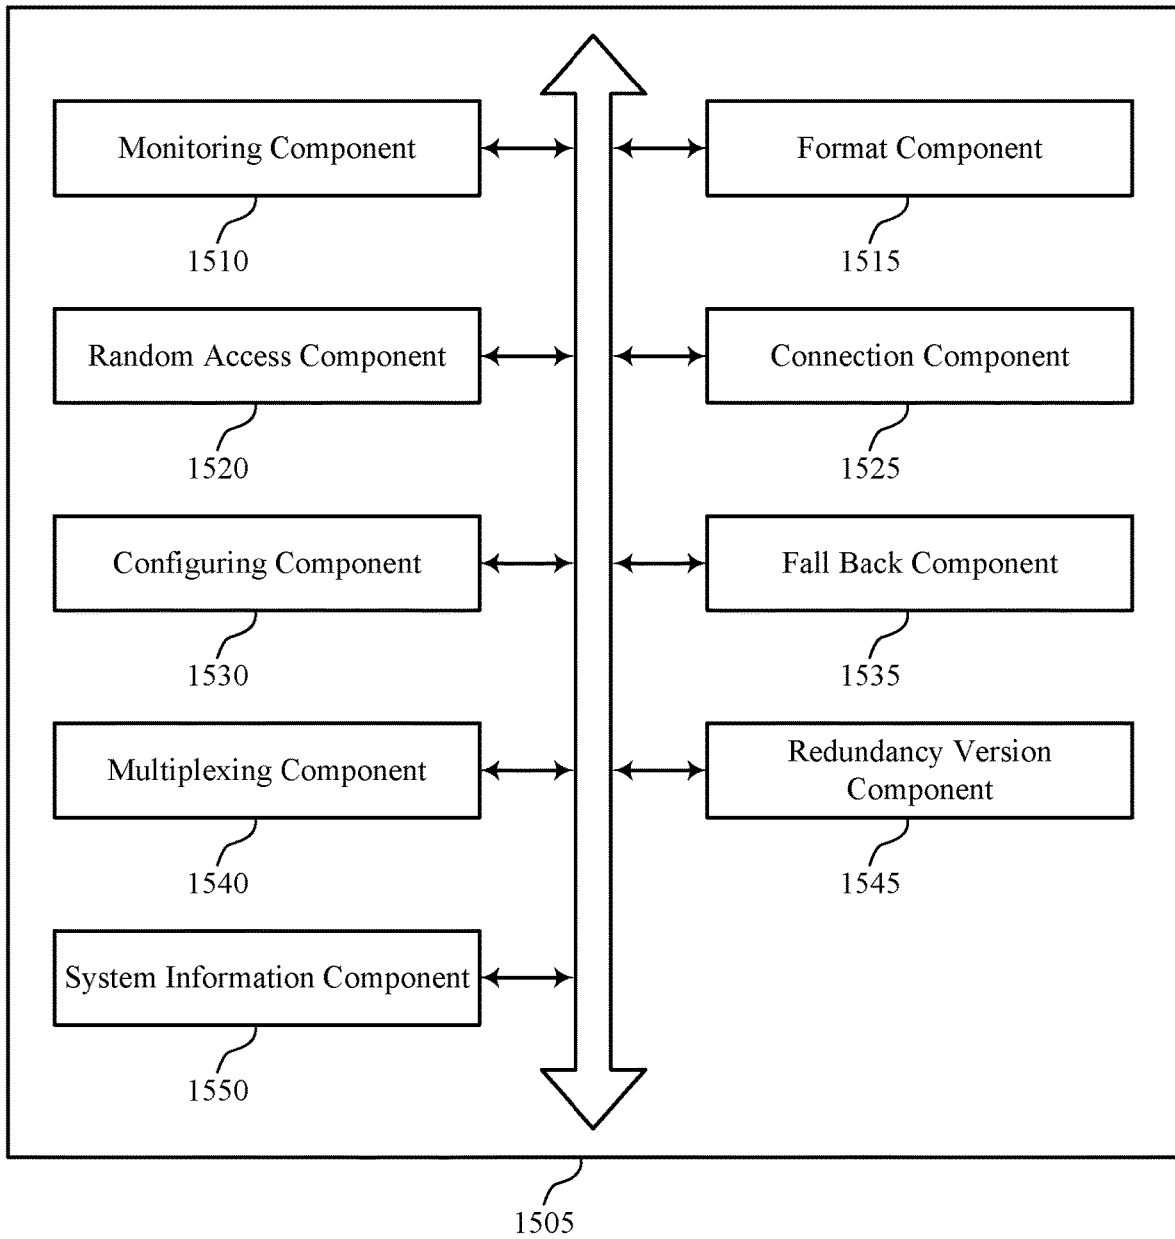 Monitoring Component
Format Component
1510
1515
Random Access Component
Connection Component
1520
1525
Configuring Component
Fall Back Component
1530
1535
Multiplexing Component
Redundancy Version
Component
1540
1545
System Information Component
1550
1505